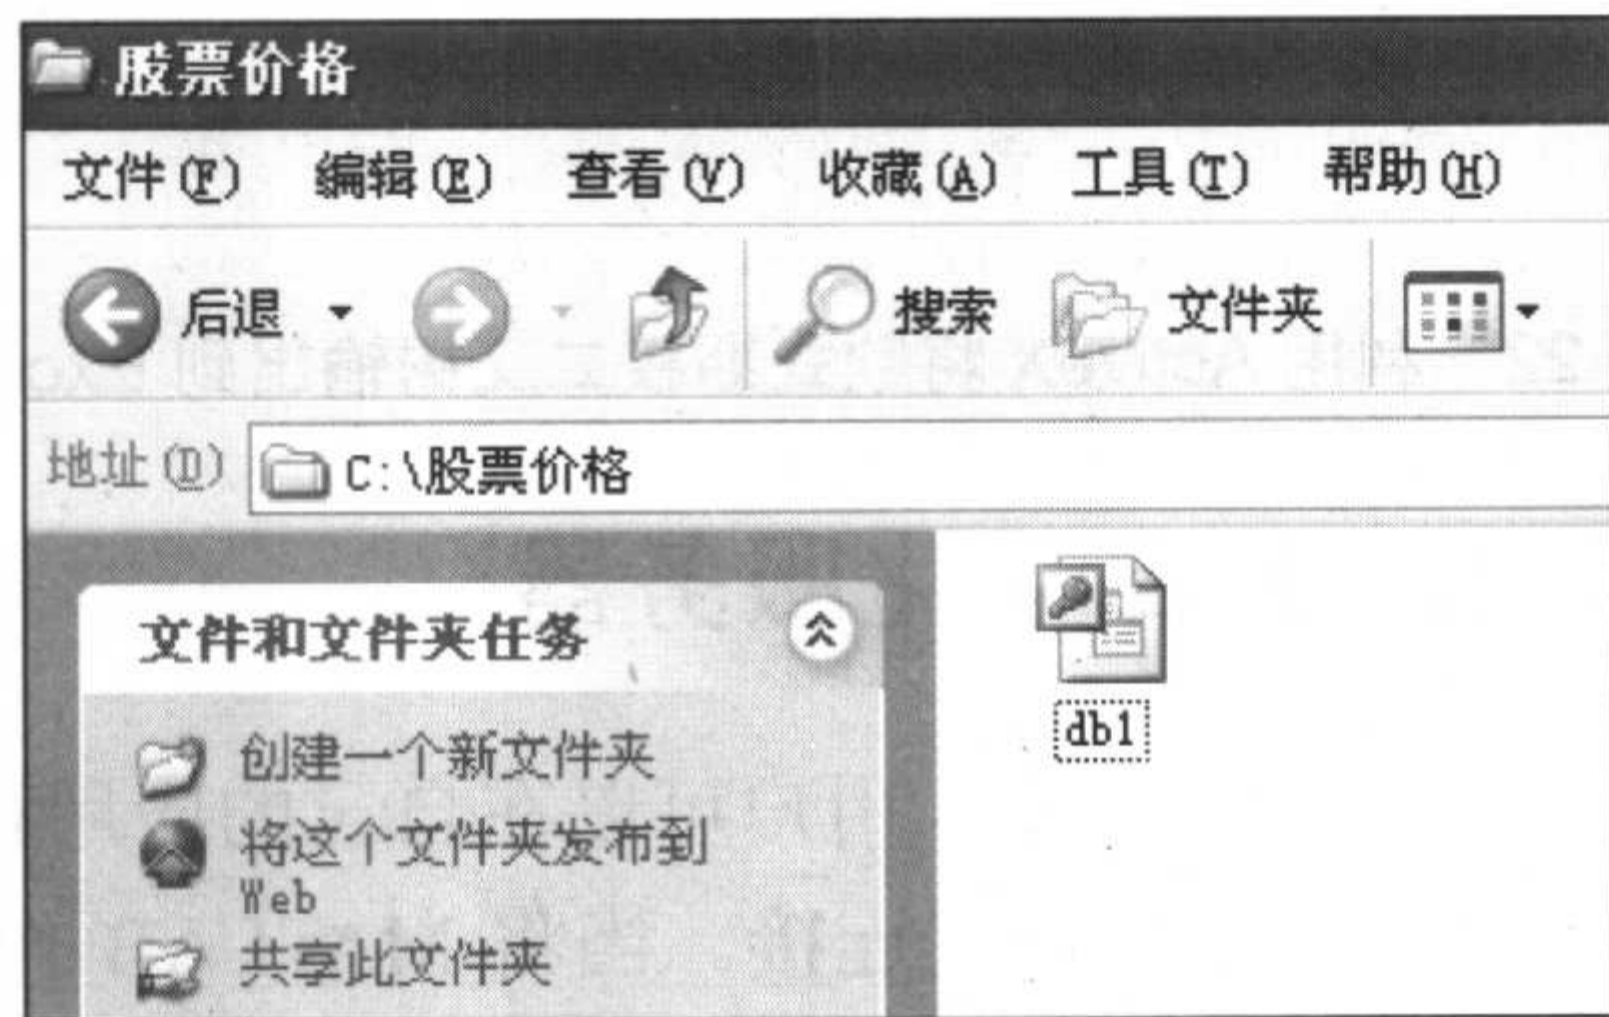 股票价格
文件(F) 编辑(E) 查看(V) 收藏(A) 工具(T) 帮助(H)
后退 搜索 文件夹
地址(D) C:\股票价格
文件和文件夹任务
db1
创建一个新文件夹
将这个文件夹发布到
Web
共享此文件夹